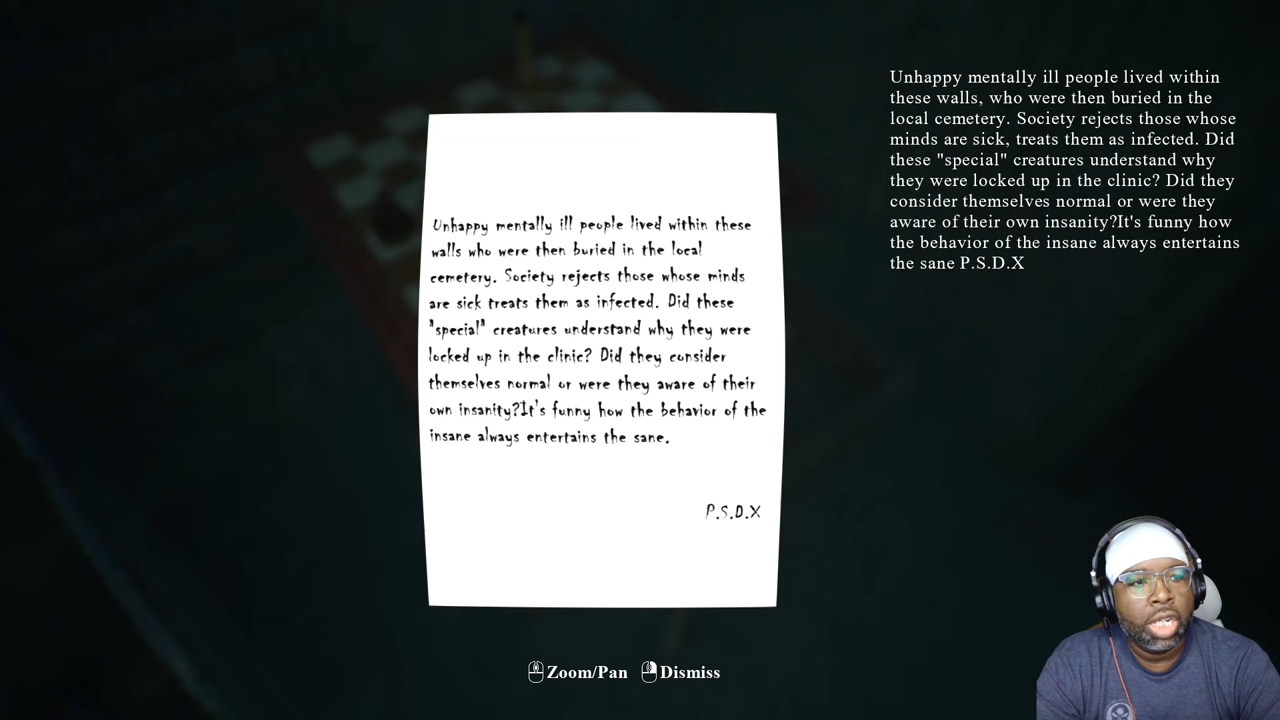 Unhappy mentally ill people lived within these
walls who were then buried in the local
cemetery. Society rejects those whose minds
are sick treats them as infected. Did these
"special" creatures understand why they were
locked up in the clinic? Did they consider
themselves normal or were they aware of their
own insanity?It's funny how the behavior of the
insane always entertains the sane.
P.S.D.X
Unhappy mentally ill people lived within
these walls, who were then buried in the
local cemetery. Society rejects those whose
minds are sick, treats them as infected. Did
these "special" creatures understand why
they were locked up in the clinic? Did they
consider themselves normal or were they
aware of their own insanity?It's funny how
the behavior of the insane always entertains
the sane P.S.D.X
Zoom/Pan Dismiss